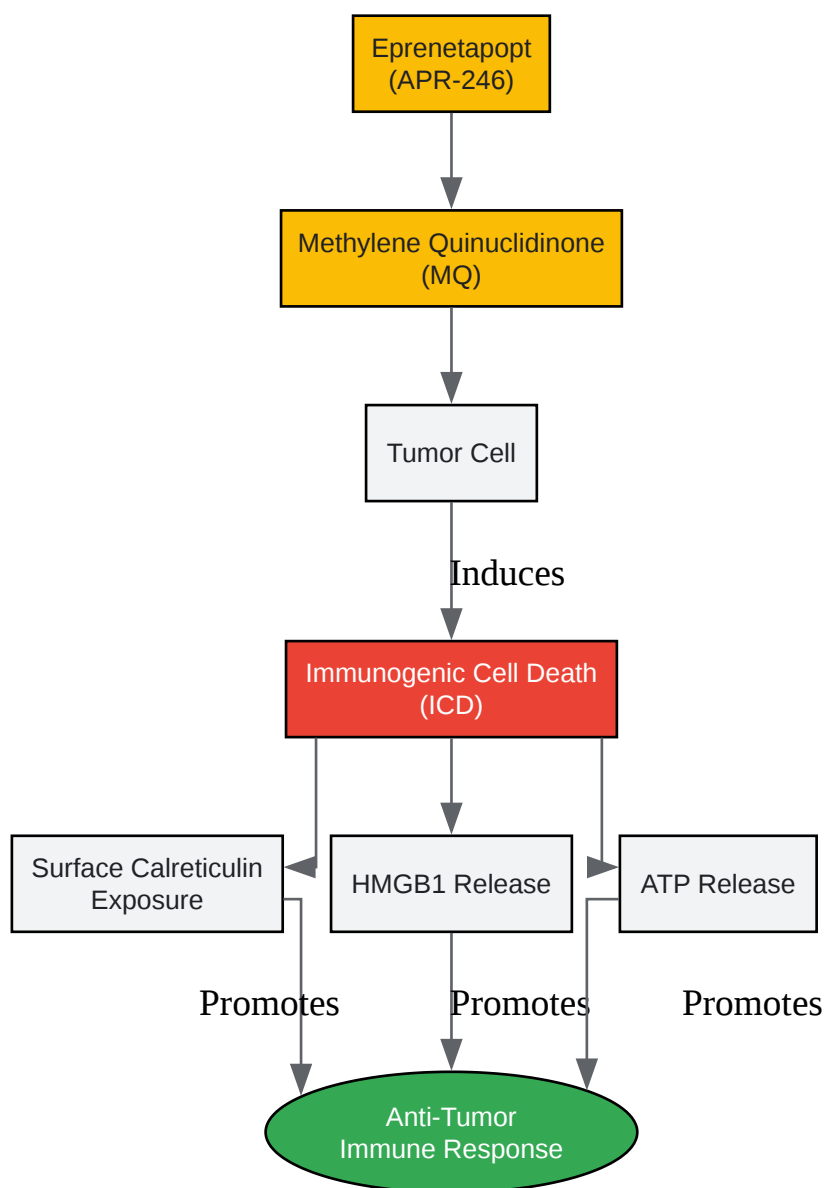 Eprenetapopt
(APR-246)
Methylene Quinuclidinone
(MQ)
Tumor Cell
Induces
Immunogenic Cell Death
(ICD)
Surface Calreticulin
Exposure
HMGB1 Release
ATP Release
Promotes
Promotes
Promotes
Anti-Tumor
Immune Response